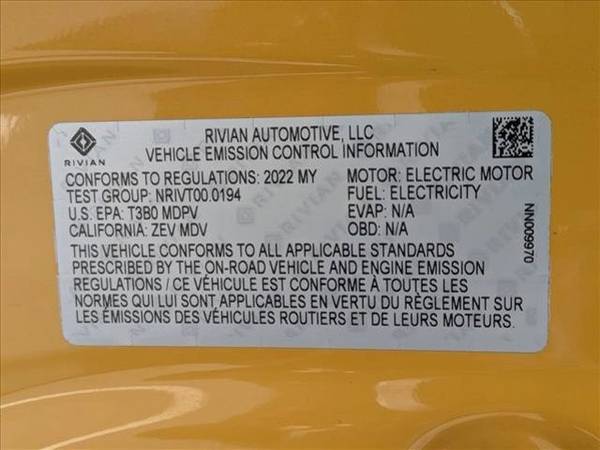 RIVIAN
RIVIAN AUTOMOTIVE, LLC
VEHICLE EMISSION CONTROL INFORMATION
CONFORMS TO REGULATIONS: 2022 MY
MOTOR: ELECTRIC MOTOR
TEST GROUP: NRIVT00.0194
FUEL: ELECTRICITY
U.S. EPA: T3B0 MDPV
EVAP: N/A
CALIFORNIA: ZEV MDV
OBD: N/A
THIS VEHICLE CONFORMS TO ALL APPLICABLE STANDARDS
PRESCRIBED BY THE ON-ROAD VEHICLE AND ENGINE EMISSION
REGULATIONS / CE VÉHICULE EST CONFORME À TOUTES LES
NORMES QUI LUI SONT APPLICABLES EN VERTU DU RÈGLEMENT SUR
LES ÉMISSIONS DES VÉHICULES ROUTIERS ET DE LEURS MOTEURS.
NN009970